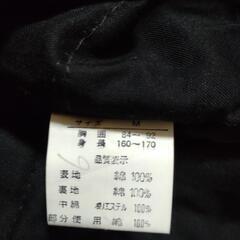 サイズ M
胸囲 84~92
身長 160~170
品質表示
表地 綿 100%
裏地 綿 100%
中綿 ポリエステル 100%
部分使用 綿 100%